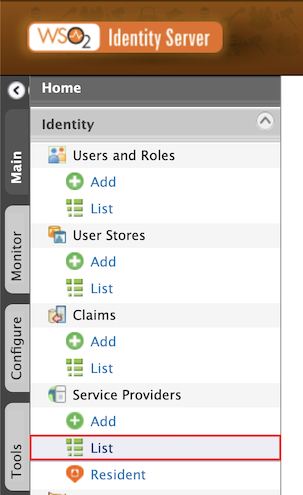 WSO2 Identity Server
Home
Identity
Main
Monitor
Configure
Tools
Users and Roles
Add
List
User Stores
Add
List
Claims
Add
List
Service Providers
Add
List
Resident